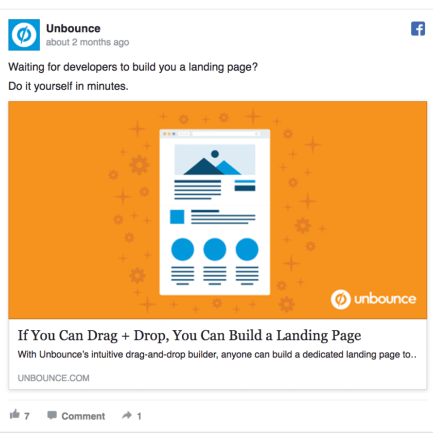 Unbounce
about 2 months ago
Waiting for developers to build you a landing page?
Do it yourself in minutes.
unbounce
If You Can Drag + Drop, You Can Build a Landing Page
With Unbounce's intuitive drag-and-drop builder, anyone can build a dedicated landing page to..
UNBOUNCE.COM
7 Comment 1